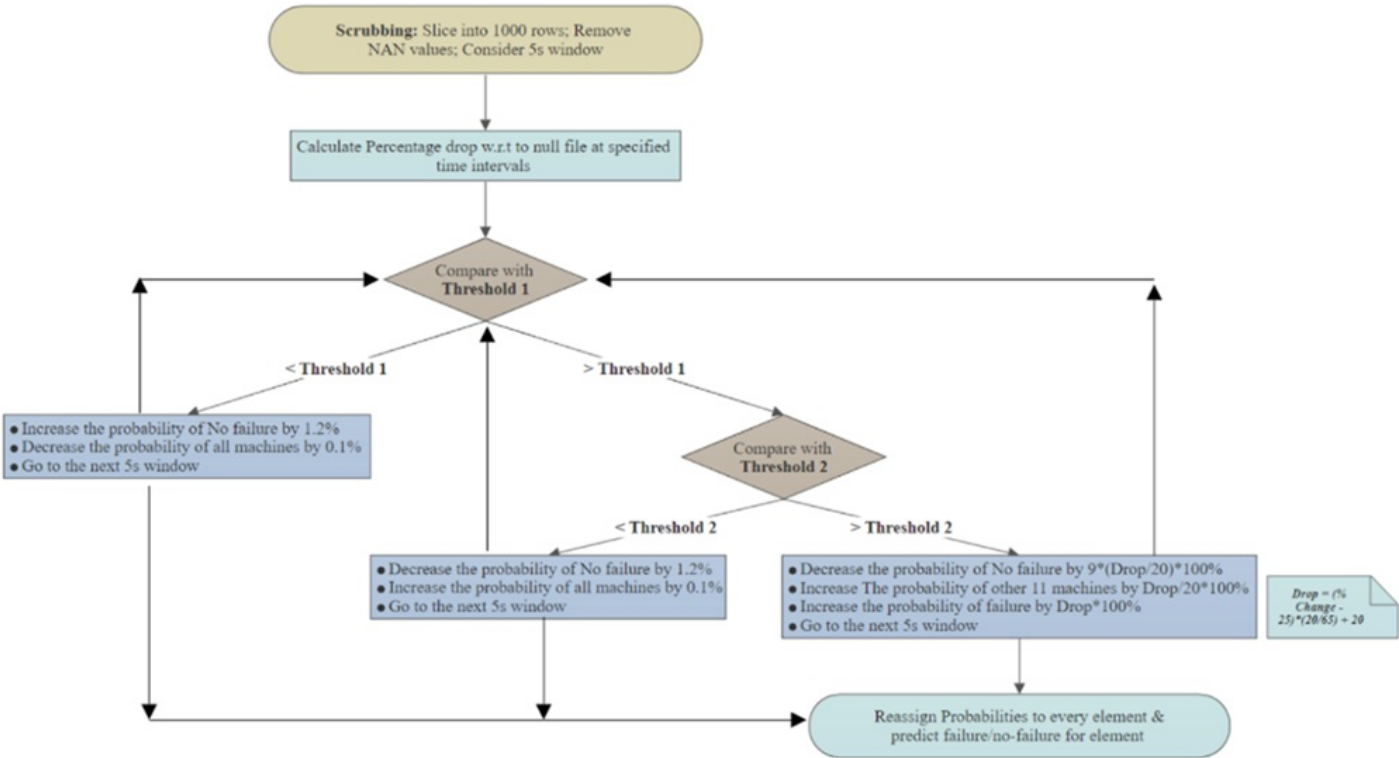 Scrubbing: Slice into 1000 rows; Remove
NAN values; Consider 5s window
Calculate Percentage drop w.r.t to null file at specified
time intervals
Compare with
Threshold 1
< Threshold 1
> Threshold 1
● Increase the probability of No failure by 1.2%
● Decrease the probability of all machines by 0.1%
● Go to the next 5s window
Compare with
Threshold 2
< Threshold 2
> Threshold 2
● Decrease the probability of No failure by 1.2%
● Increase the probability of all machines by 0.1%
● Go to the next 5s window
● Decrease the probability of No failure by 9*(Drop/20)*100%
● Increase The probability of other 11 machines by Drop/20*100%
● Increase the probability of failure by Drop*100%
● Go to the next 5s window
Drop = (%
Change -
25)*(20/65) + 20
Reassign Probabilities to every element &
predict failure/no-failure for element